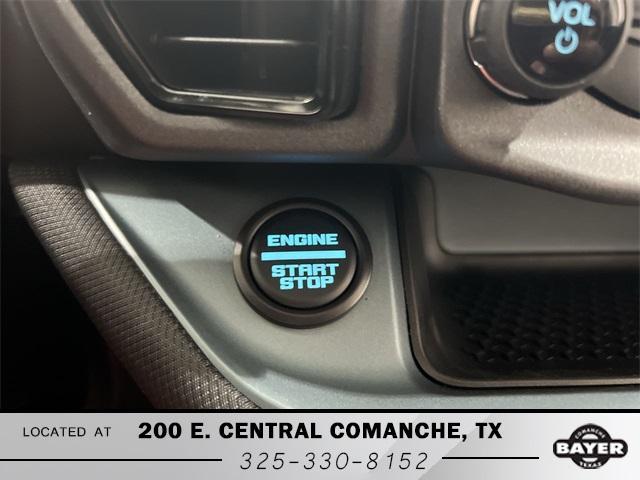 VOL
ENGINE
START
STOP
LOCATED AT 200 E. CENTRAL COMANCHE, TX
325-330-8152
COMANCHE
BAYER
TEXAS